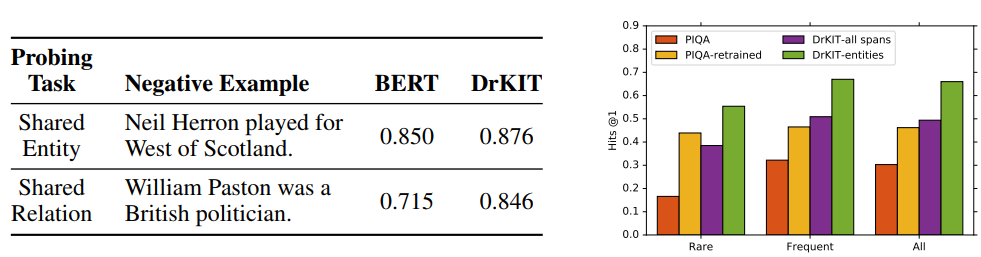 Probing
Task Negative Example BERT DrKIT
Shared Entity Neil Herron played for West of Scotland. 0.850 0.876
Shared Relation William Paston was a British politician. 0.715 0.846
PIQA DrKIT-all spans
PIQA-retrained DrKIT-entities
Hits @1
0.9
0.8
0.7
0.6
0.5
0.4
0.3
0.2
0.1
0.0
Rare Frequent All